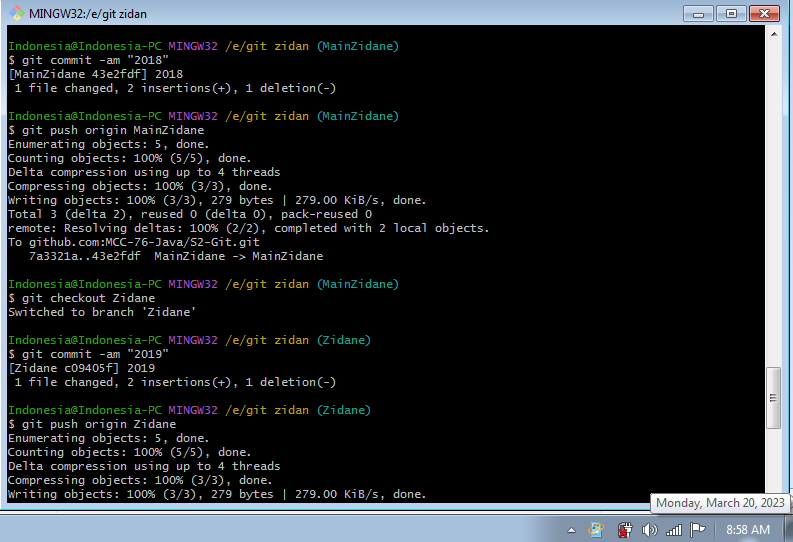 MINGW32:/e/git zidan
Indonesia@Indonesia-PC MINGW32 /e/git zidan (MainZidane)
$ git commit -am "2018"
[MainZidane 43e2fdf] 2018
 1 file changed, 2 insertions(+), 1 deletion(-)
Indonesia@Indonesia-PC MINGW32 /e/git zidan (MainZidane)
$ git push origin MainZidane
Enumerating objects: 5, done.
Counting objects: 100% (5/5), done.
Delta compression using up to 4 threads
Compressing objects: 100% (3/3), done.
Writing objects: 100% (3/3), 279 bytes | 279.00 KiB/s, done.
Total 3 (delta 2), reused 0 (delta 0), pack-reused 0
remote: Resolving deltas: 100% (2/2), completed with 2 local objects.
To github.com:MCC-76-Java/S2-Git.git
   7a3321a..43e2fdf  MainZidane -> MainZidane
Indonesia@Indonesia-PC MINGW32 /e/git zidan (MainZidane)
$ git checkout Zidane
Switched to branch 'Zidane'
Indonesia@Indonesia-PC MINGW32 /e/git zidan (Zidane)
$ git commit -am "2019"
[Zidane c09405f] 2019
 1 file changed, 2 insertions(+), 1 deletion(-)
Indonesia@Indonesia-PC MINGW32 /e/git zidan (Zidane)
$ git push origin Zidane
Enumerating objects: 5, done.
Counting objects: 100% (5/5), done.
Delta compression using up to 4 threads
Compressing objects: 100% (3/3), done.
Writing objects: 100% (3/3), 279 bytes | 279.00 KiB/s, done.
Monday, March 20, 2023
8:58 AM